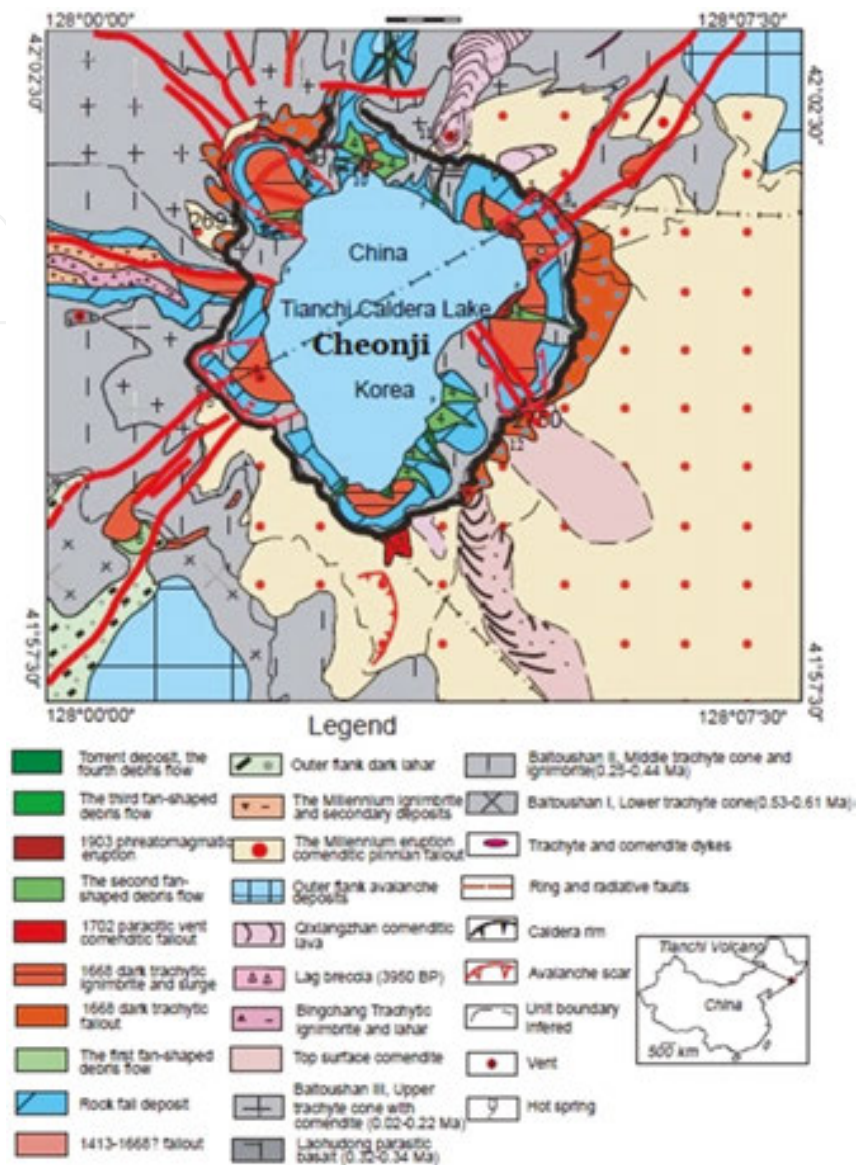 128°00'00"
128°07'30"
42°02'30"
42°02'30"
China
Tianchi Caldera Lake
Cheonji
Korea
12
41°57'30"
41°57'30"
128°00'00"
128°07'30"
Legend
Torrent deposit, the fourth debris flow
The third fan-shaped debris flow
1903 phreatomagmatic eruption
The second fan-shaped debris flow
1702 paracitic vent comenditic fallout
1668 dark trachytic ignimbrite and surge
1668 dark trachytic fallout
The first fan-shaped debris flow
Rock fall deposit
1413-1668? fallout
Outer flank dark lahar
The Millennium ignimbrite and secondary deposits
The Millennium eruption comenditic plinnian fallout
Outer flank avalanche deposits
Qixiangzhan comenditic lava
Lag breccia (3950 BP)
Bingchang Trachytic ignimbrite and lahar
Top surface comendite
Baitoushan III, Upper trachyte cone with comendite (0.02-0.22 Ma)
Laohudong parasitic basalt (0.32-0.34 Ma)
Baitoushan II, Middle trachyte cone and ignimbrite(0.25-0.44 Ma)
Baitoushan I, Lower trachyte cone(0.53-0.61 Ma)
Trachyte and comendite dykes
Ring and radiative faults
Caldera rim
Avalanche scar
Unit boundary infered
Vent
Hot spring
Tianchi Volcano
China
500 km